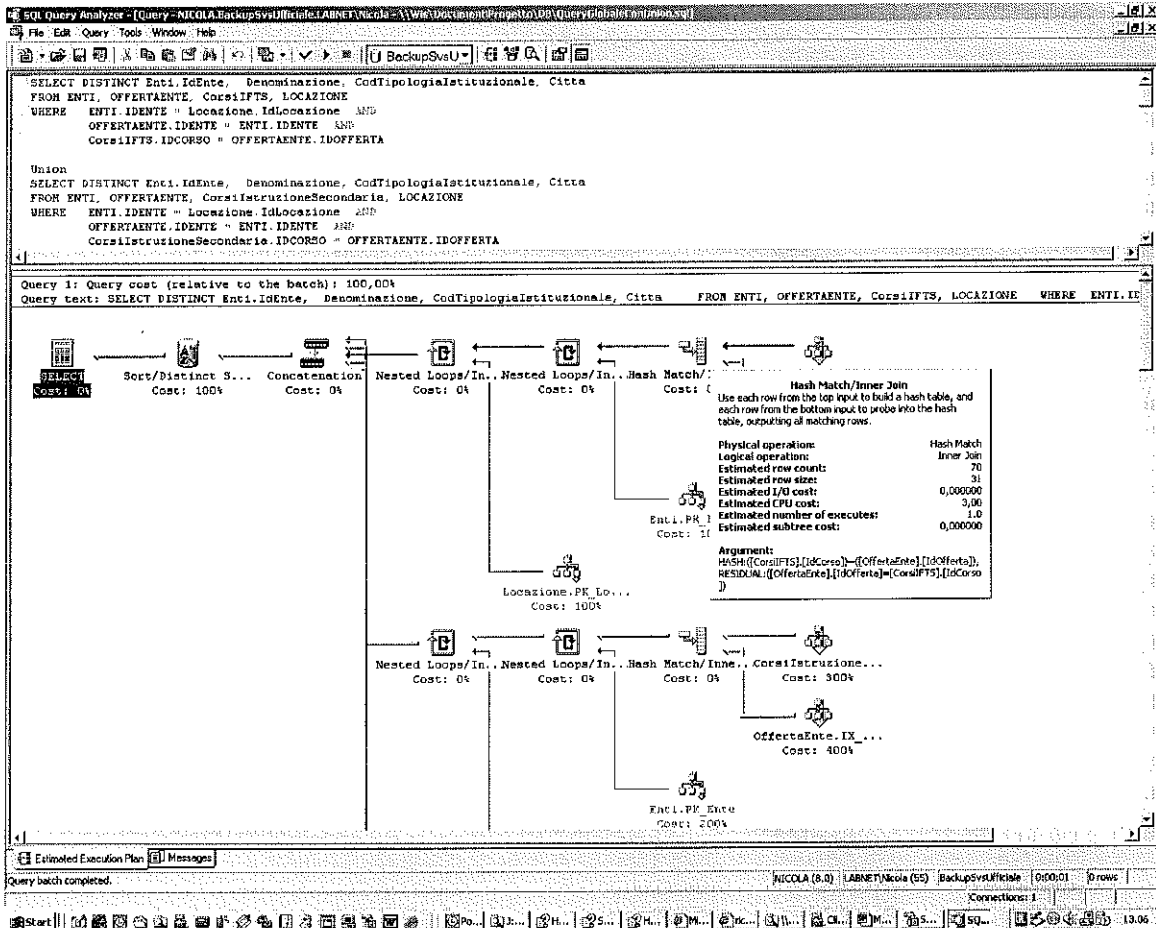 SQL Query Analyzer - [Query - NICOLA.BackupSvsUfficiale.LABNET\Nicola - \\Wie\Documenti\Progetto\DB\QueryGlobaleConUnion.sql]
File Edit Query Tools Window Help
BackupSvsU
SELECT DISTINCT Enti.IdEnte, Denominazione, CodTipologiaIstituzionale, Citta
FROM ENTI, OFFERTAENTE, CorsiIFTS, LOCAZIONE
WHERE ENTI.IDENTE = Locazione.IdLocazione AND
OFFERTAENTE.IDENTE = ENTI.IDENTE AND
CorsiIFTS.IDCORSO = OFFERTAENTE.IDOFFERTA
Union
SELECT DISTINCT Enti.IdEnte, Denominazione, CodTipologiaIstituzionale, Citta
FROM ENTI, OFFERTAENTE, CorsiIstruzioneSecondaria, LOCAZIONE
WHERE ENTI.IDENTE = Locazione.IdLocazione AND
OFFERTAENTE.IDENTE = ENTI.IDENTE AND
CorsiIstruzioneSecondaria.IDCORSO = OFFERTAENTE.IDOFFERTA
Query 1: Query cost (relative to the batch): 100,00%
Query text: SELECT DISTINCT Enti.IdEnte, Denominazione, CodTipologiaIstituzionale, Citta FROM ENTI, OFFERTAENTE, CorsiIFTS, LOCAZIONE WHERE ENTI.ID
SELECT Sort/Distinct S... Concatenation Nested Loops/In... Nested Loops/In... Hash Match/
Cost: 0% Cost: 100% Cost: 0% Cost: 0% Cost: 0% Cost:
Hash Match/Inner Join
Use each row from the top input to build a hash table, and
each row from the bottom input to probe into the hash
table, outputting all matching rows.
Physical operation: Hash Match
Logical operation: Inner Join
Estimated row count: 70
Estimated row size: 31
Estimated I/O cost: 0,000000
Estimated CPU cost: 3,00
Estimated number of executes: 1.0
Estimated subtree cost: 0,000000
Argument:
HASH:([CorsiIFTS].[IdCorso])=([OffertaEnte].[IdOfferta]),
RESIDUAL:([OffertaEnte].[IdOfferta]=[CorsiIFTS].[IdCorso
])
Enti.PK_
Cost: 10
Locazione.PK_Lo...
Cost: 100%
Nested Loops/In... Nested Loops/In... Hash Match/Inne... CorsiIstruzione...
Cost: 0% Cost: 0% Cost: 0% Cost: 300%
OffertaEnte.IX_...
Cost: 400%
Enti.PK_Ente
Cost: 200%
Estimated Execution Plan Messages
Query batch completed. NICOLA (8.0) LABNET\Nicola (55) BackupSvsUfficiale 0:00:01 0 rows
Connections: 1
Start Po... J:... H... S... H... M... ric... \\... Cli... M... s... SQ... 13.06